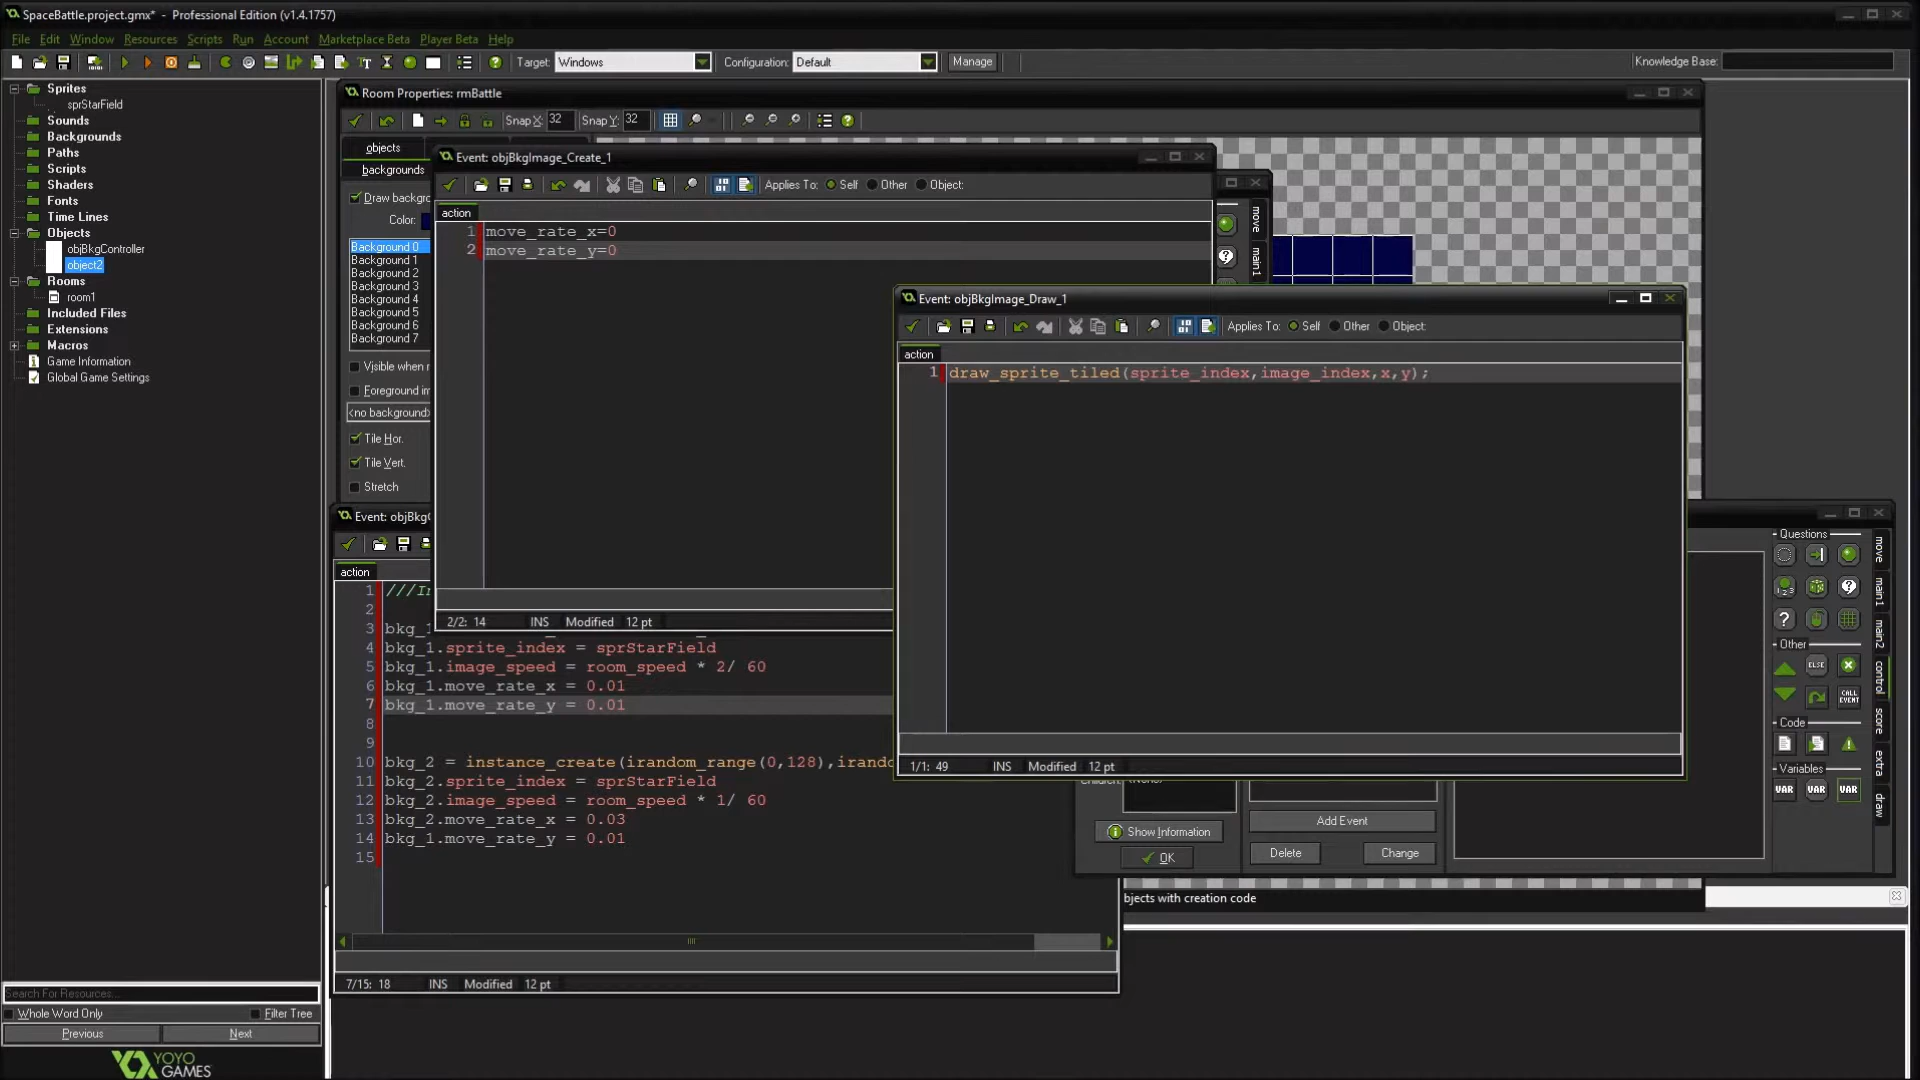 SpaceBattle.project.gmx* - Professional Edition (v1.4.1757)
File Edit Window Resources Scripts Run Account Marketplace Beta Player Beta Help
Target: Windows Configuration: Default Manage Knowledge Base:
Sprites
sprStarField
Sounds
Backgrounds
Paths
Scripts
Shaders
Fonts
Time Lines
Objects
objBkgController
object2
Rooms
room1
Included Files
Extensions
Macros
Game Information
Global Game Settings
Search For Resources...
Whole Word Only Filter Tree
Previous Next
YOYO
GAMES
Room Properties: rmBattle
Snap X: 32 Snap Y: 32
objects
backgrounds
Draw backgro
Color:
Background 0
Background 1
Background 2
Background 3
Background 4
Background 5
Background 6
Background 7
Visible when r
Foreground im
<no background>
Tile Hor.
Tile Vert.
Stretch
Event: objBkgImage_Create_1
Applies To: Self Other Object:
action
1 move_rate_x=0
2 move_rate_y=0
2/2: 14 INS Modified 12 pt
move
main1
Event: objBkgImage_Draw_1
Applies To: Self Other Object:
action
1 draw_sprite_tiled(sprite_index,image_index,x,y);
1/1: 49 INS Modified 12 pt
Event: objBkg
action
1 ///In
2
3 bkg_1
4 bkg_1.sprite_index = sprStarField
5 bkg_1.image_speed = room_speed * 2/ 60
6 bkg_1.move_rate_x = 0.01
7 bkg_1.move_rate_y = 0.01
8
9
10 bkg_2 = instance_create(irandom_range(0,128),irando
11 bkg_2.sprite_index = sprStarField
12 bkg_2.image_speed = room_speed * 1/ 60
13 bkg_2.move_rate_x = 0.03
14 bkg_1.move_rate_y = 0.01
15
7/15: 18 INS Modified 12 pt
Show Information
OK
Add Event
Delete Change
bjects with creation code
Questions
Other
ELSE
CALL EVENT
Code
Variables
VAR VAR VAR
move
main1
main2
control
score
extra
draw